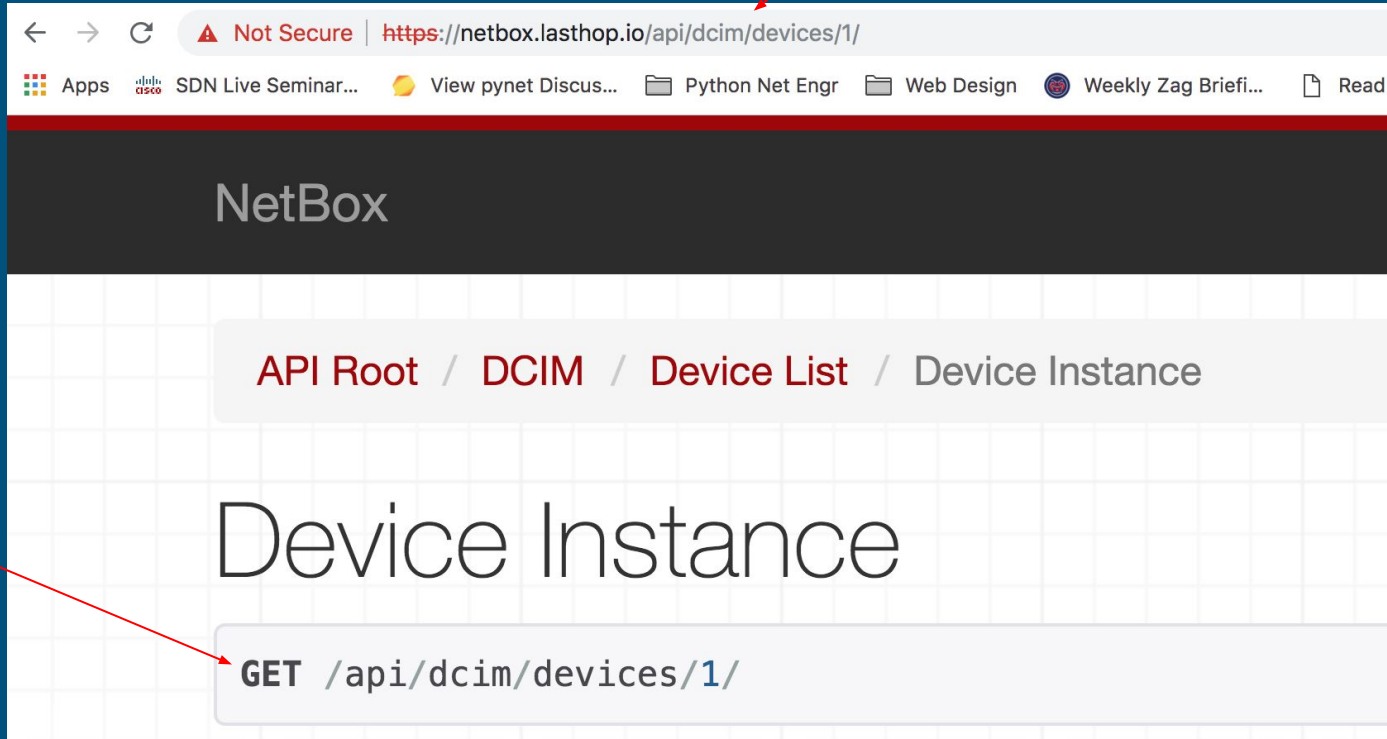 Not Secure | https://netbox.lasthop.io/api/dcim/devices/1/
Apps cisco SDN Live Seminar... View pynet Discus... Python Net Engr Web Design Weekly Zag Briefi... Read
NetBox
API Root / DCIM / Device List / Device Instance
Device Instance
GET /api/dcim/devices/1/